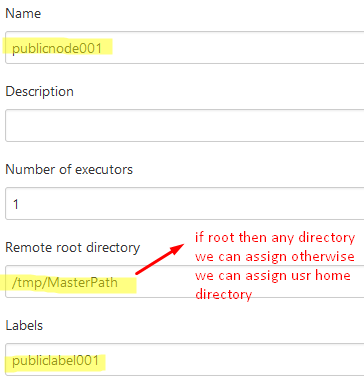 Name
publicnode001
Description
Number of executors
1
Remote root directory
if root then any directory
we can assign otherwise
we can assign usr home
directory
/tmp/MasterPath
Labels
publiclabel001